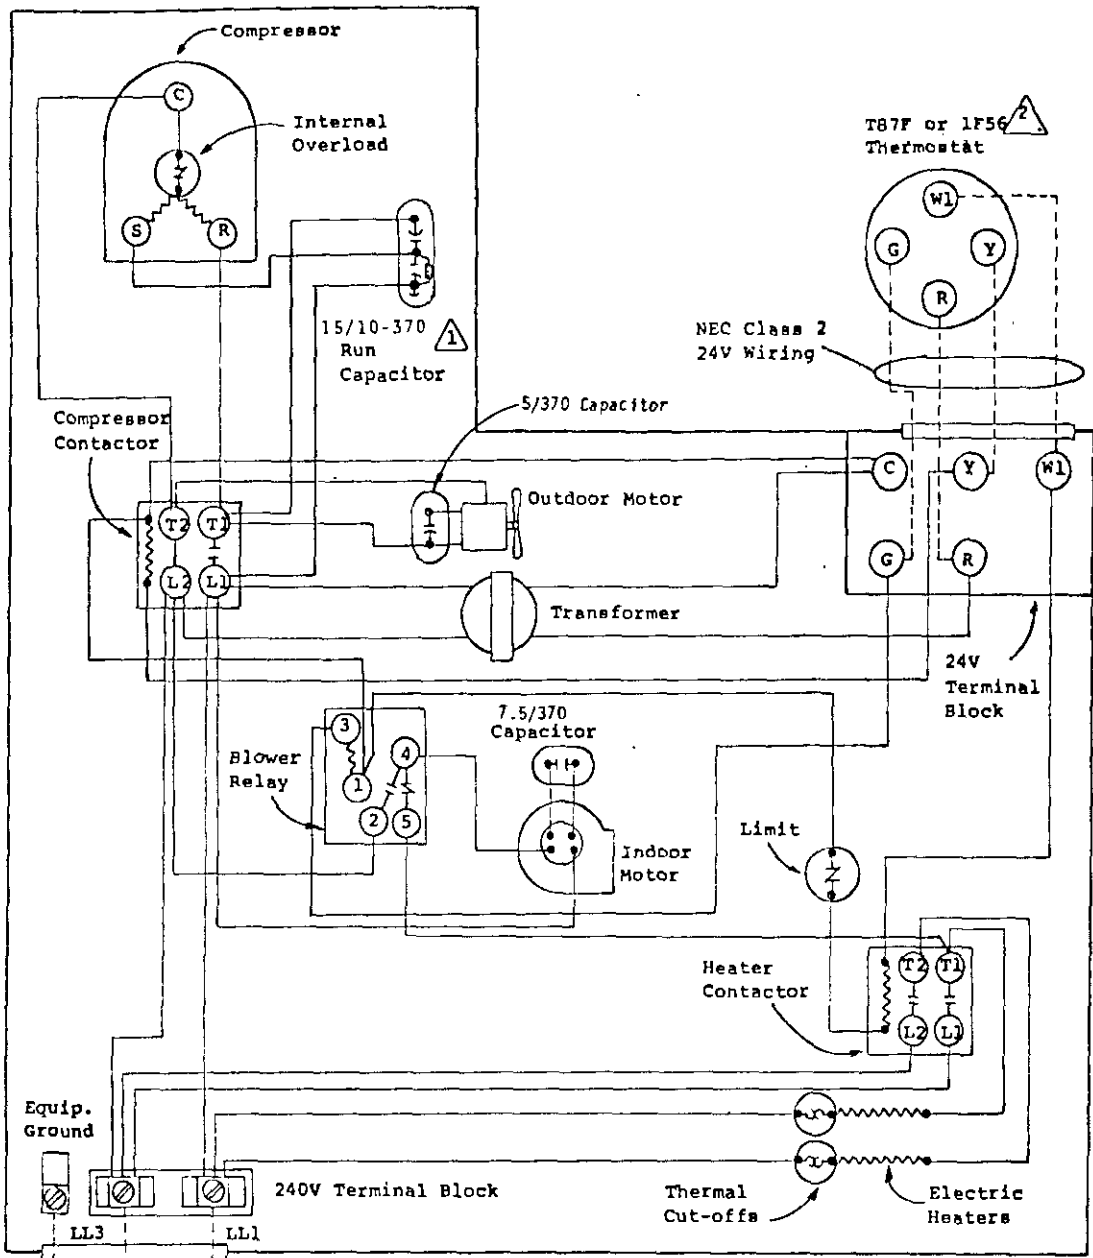 Compressor
C
Internal
Overload
S
R
15/10-370
Run
Capacitor
1
T87F or 1F56
Thermostat
2
W1
G
Y
R
NEC Class 2
24V Wiring
5/370 Capacitor
Compressor
Contactor
Outdoor Motor
T2
T1
L2
L1
C
Y
W1
G
R
Transformer
24V
Terminal
Block
7.5/370
Capacitor
Blower
Relay
3
4
1
2
5
Indoor
Motor
Limit
Heater
Contactor
T2
T1
L2
L1
Equip.
Ground
240V Terminal Block
LL3
LL1
Thermal
Cut-offs
Electric
Heaters